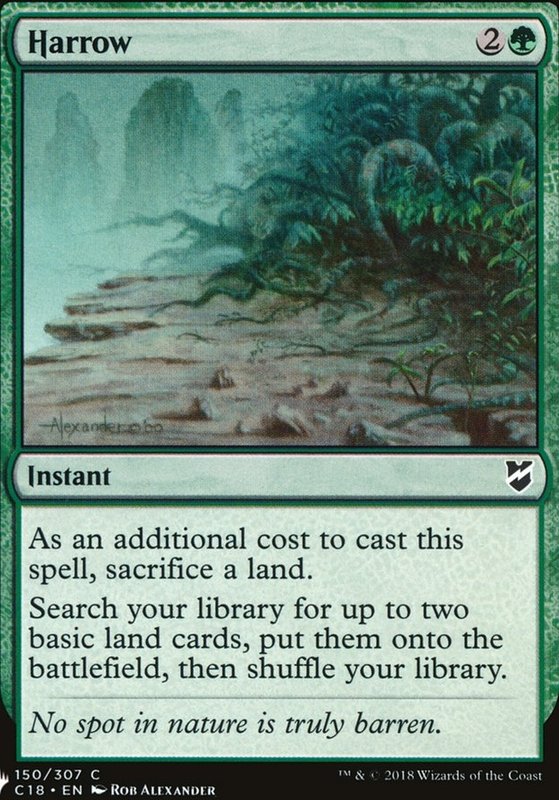 Harrow 2
Alexander
Instant
As an additional cost to cast this
spell, sacrifice a land.
Search your library for up to two
basic land cards, put them onto the
battlefield, then shuffle your library.
No spot in nature is truly barren.
150/307 C
C18 • EN Rob Alexander
™ & © 2018 Wizards of the Coast